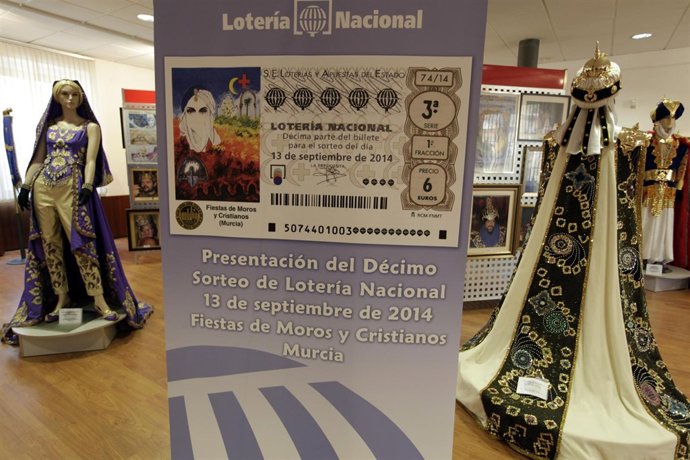 Lotería Nacional
S.E. LOTERÍAS Y APUESTAS DEL ESTADO
74/14
3ª
SERIE
LOTERÍA NACIONAL
Décima parte del billete
para el sorteo del día
13 de septiembre de 2014
1ª
FRACCIÓN
PRECIO
6
EUROS
Fiestas de Moros
y Cristianos
(Murcia)
RCM-FNMT
5074401003
Presentación del Décimo
Sorteo de Lotería Nacional
13 de septiembre de 2014
Fiestas de Moros y Cristianos
Murcia